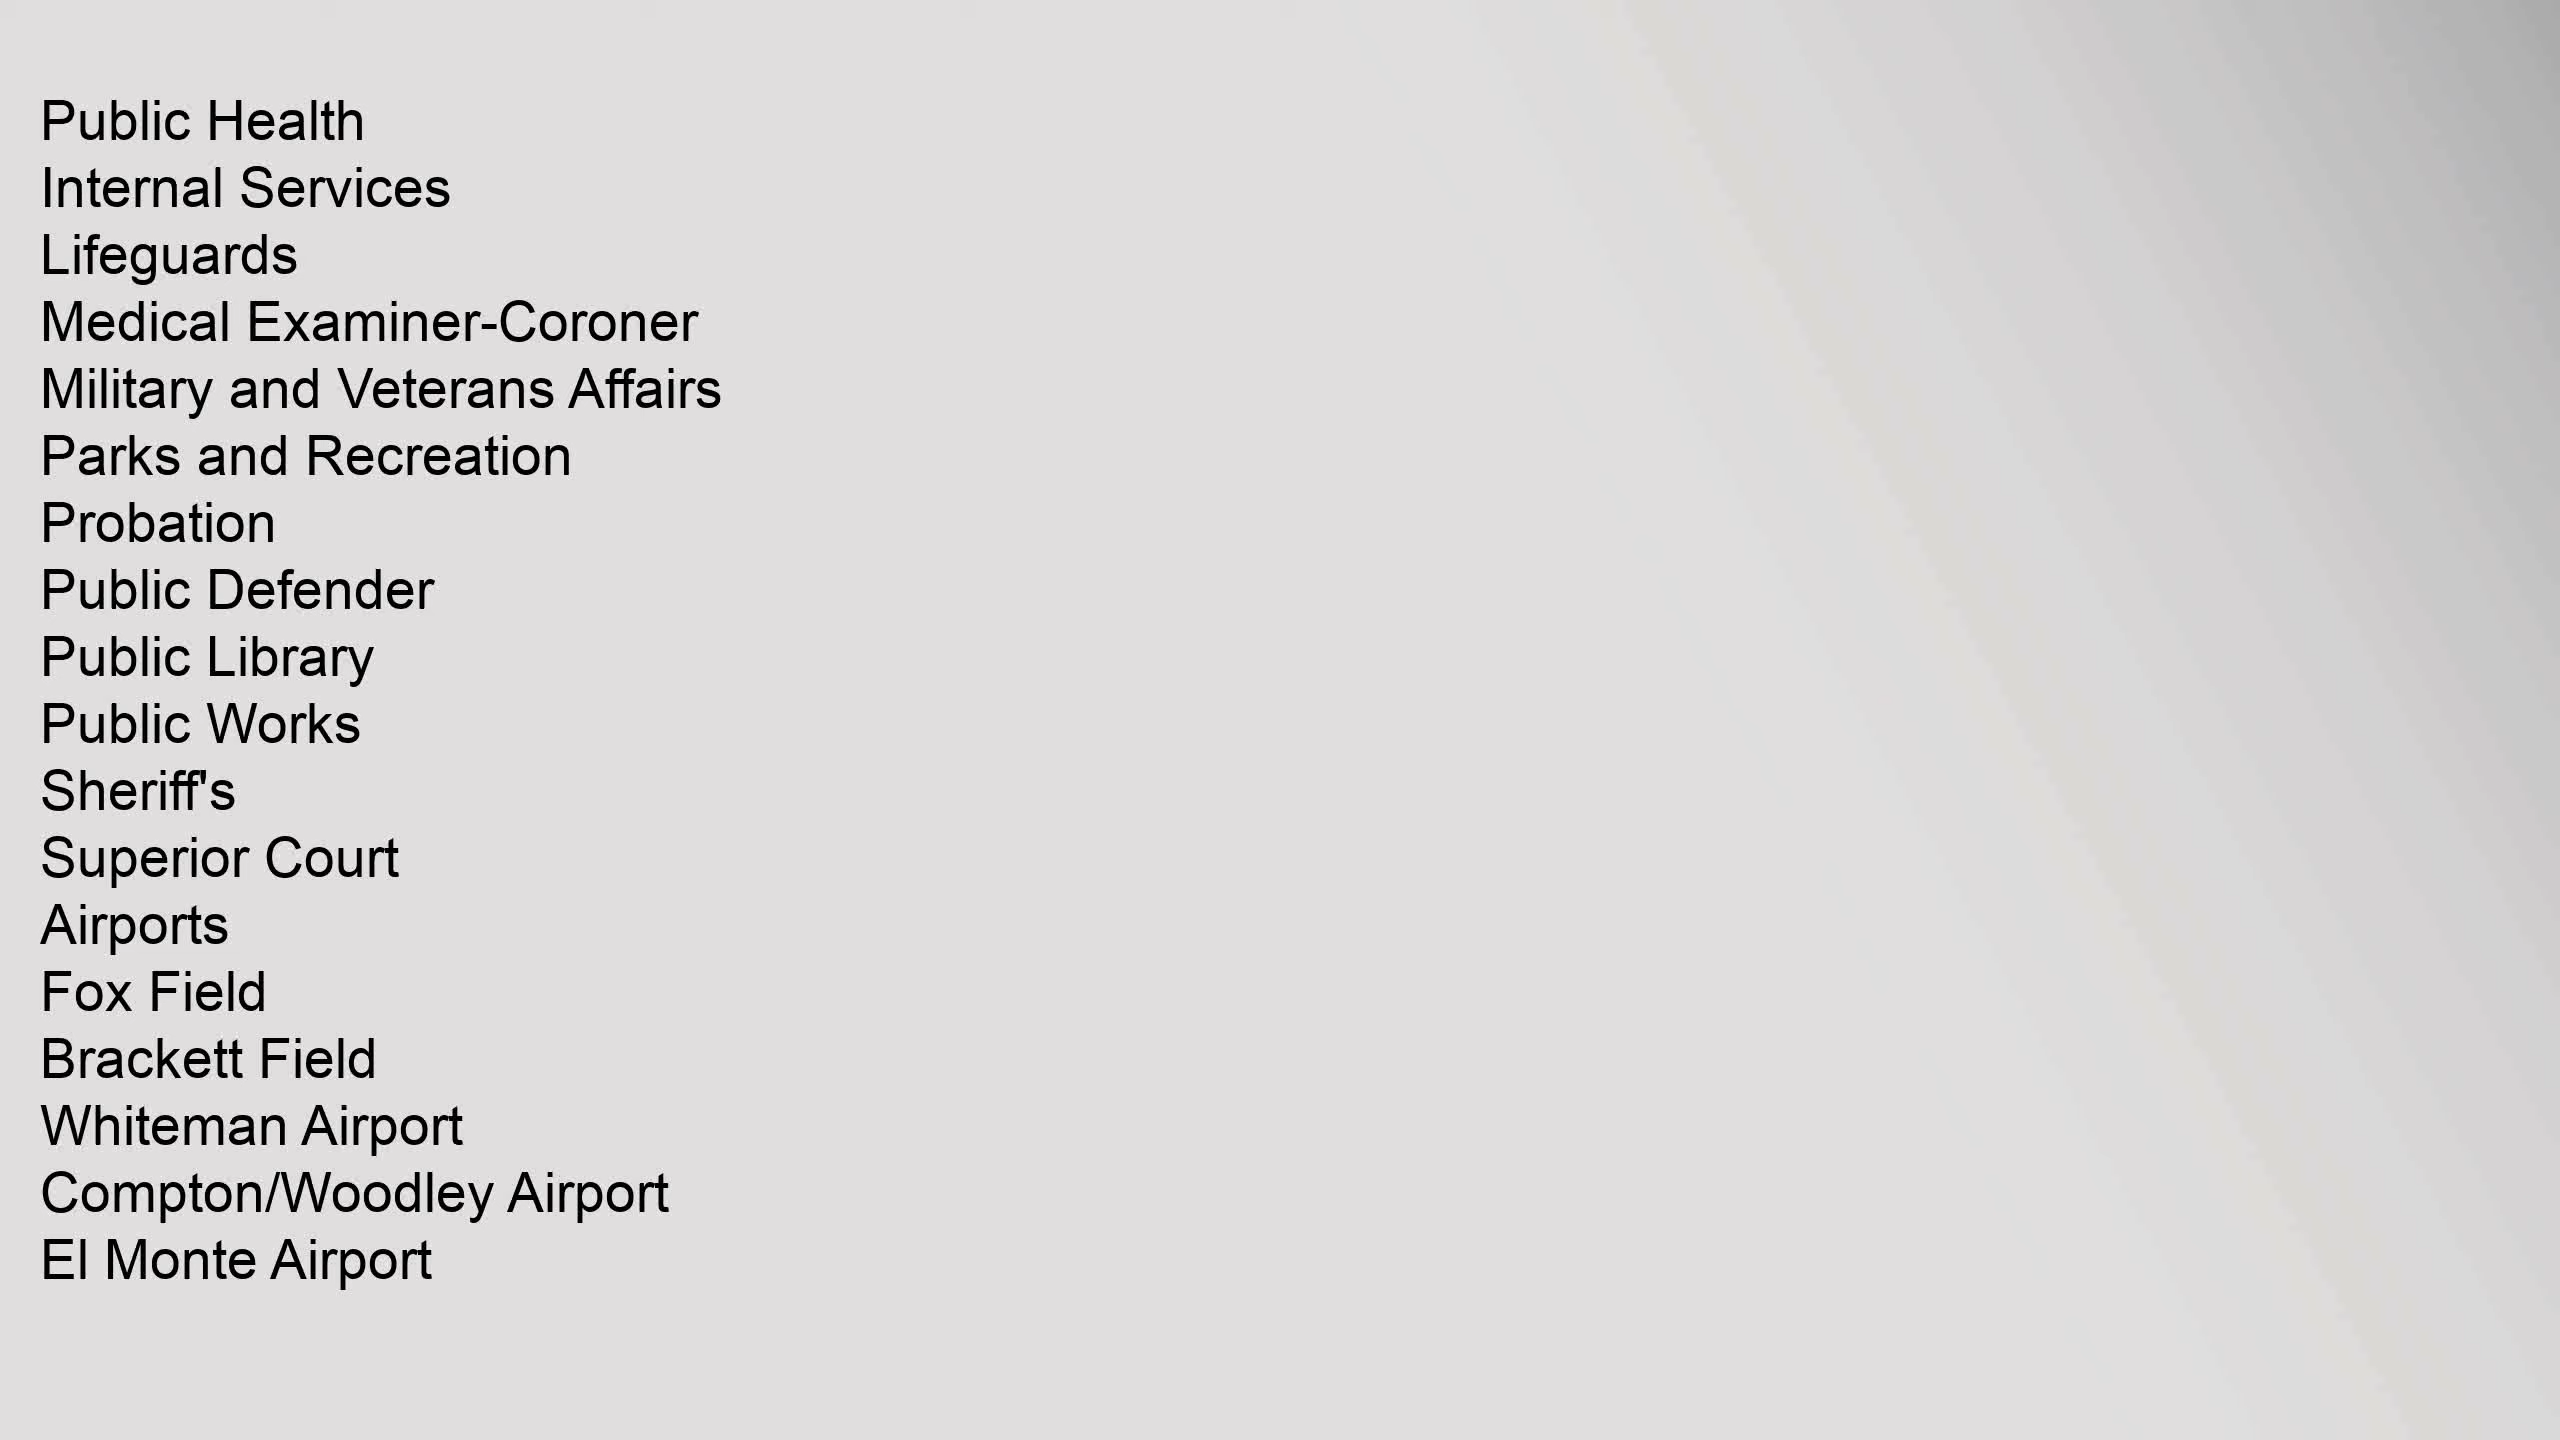 Public Health
Internal Services
Lifeguards
Medical Examiner-Coroner
Military and Veterans Affairs
Parks and Recreation
Probation
Public Defender
Public Library
Public Works
Sheriff's
Superior Court
Airports
Fox Field
Brackett Field
Whiteman Airport
Compton/Woodley Airport
El Monte Airport